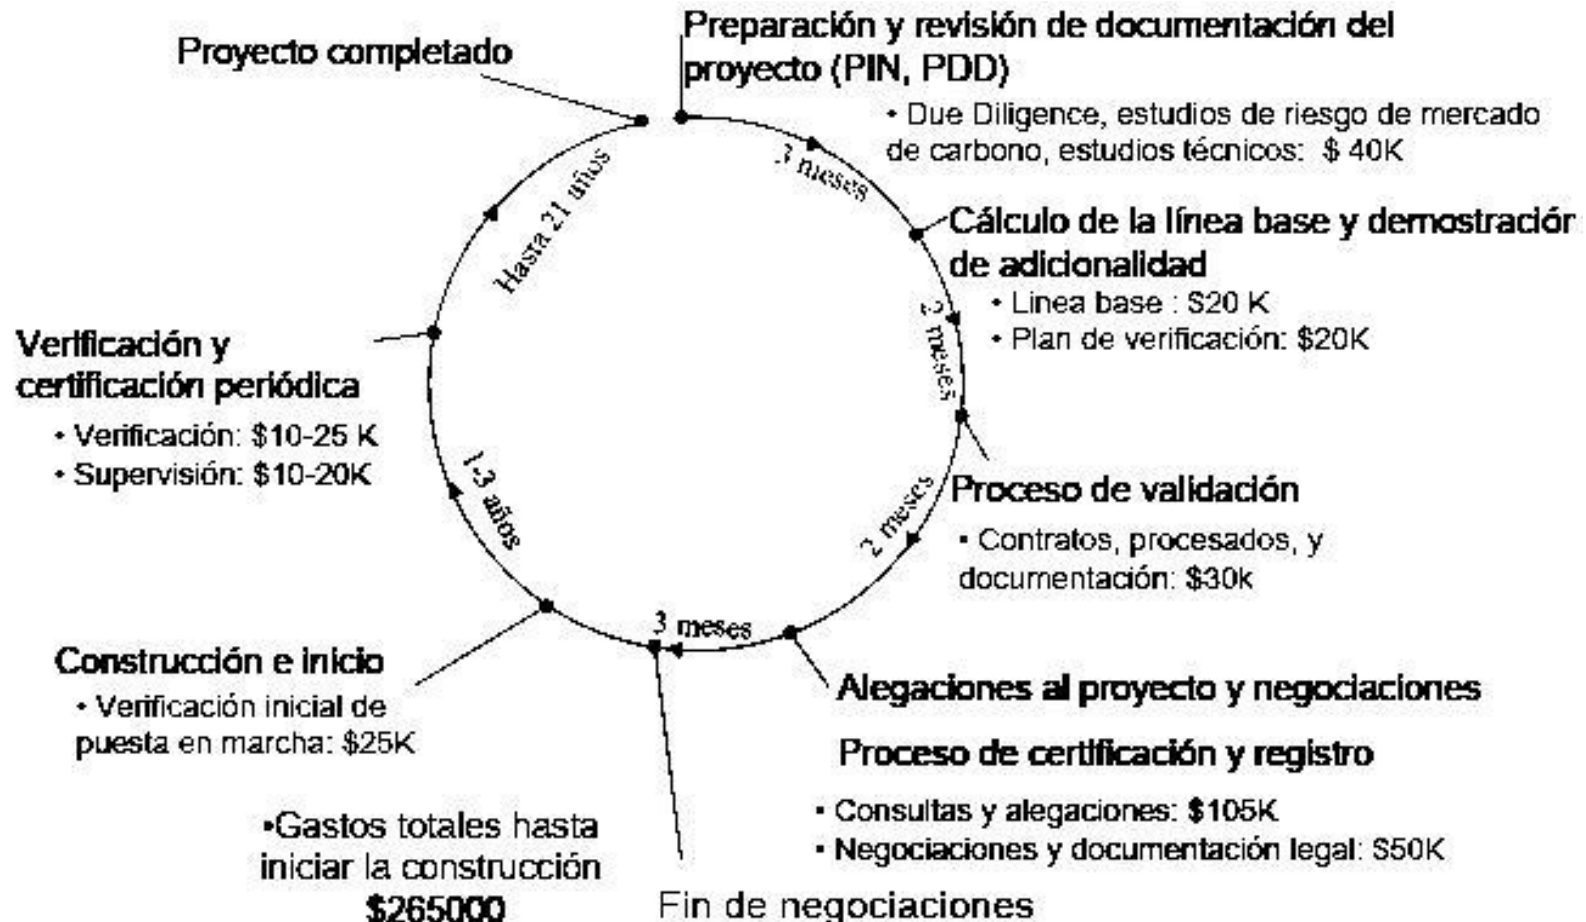 Proyecto completado
Preparación y revisión de documentación del
proyecto (PIN, PDD)
• Due Diligence, estudios de riesgo de mercado
de carbono, estudios técnicos: $ 40K
3 meses
Cálculo de la línea base y demostración
de adicionalidad
• Linea base : $20 K
• Plan de verificación: $20K
2 meses
Proceso de validación
• Contratos, procesados, y
documentación: $30k
2 meses
Alegaciones al proyecto y negociaciones
Proceso de certificación y registro
• Consultas y alegaciones: $105K
• Negociaciones y documentación legal: $50K
3 meses
Fin de negociaciones
•Gastos totales hasta
iniciar la construcción
$265000
Construcción e inicio
• Verificación inicial de
puesta en marcha: $25K
1-3 años
Verificación y
certificación periódica
• Verificación: $10-25 K
• Supervisión: $10-20K
Hasta 21 años